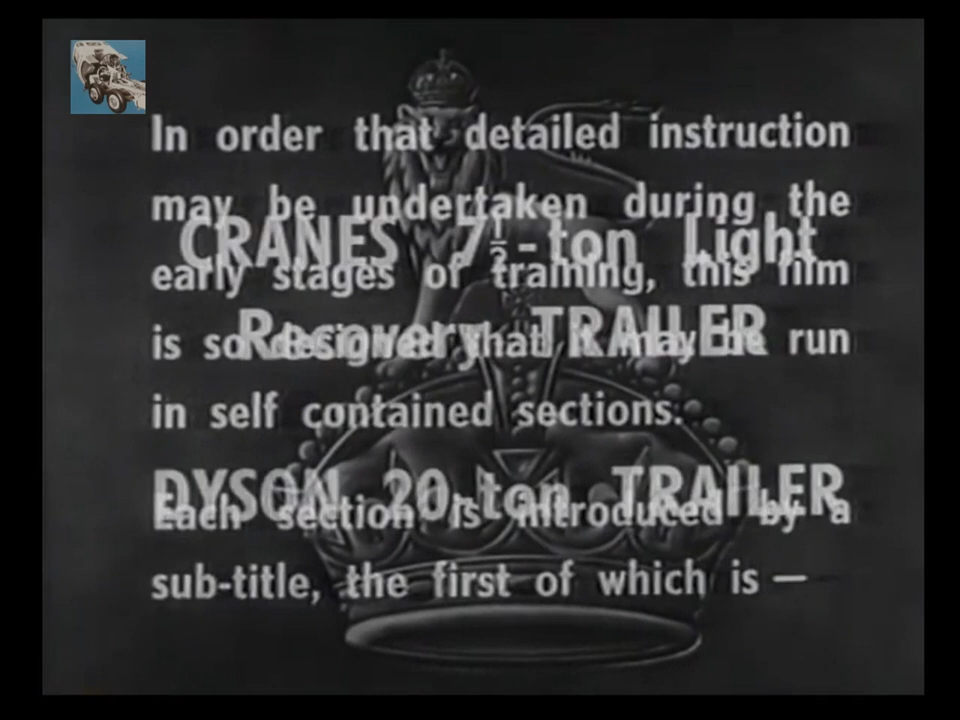 In order that detailed instruction
may be undertaken during the
CRANES 7½-ton Light
early stages of training, this film
Recovery TRAILER
is so designed that it may be run
in self contained sections.
DYSON 20-ton TRAILER
Each section is introduced by a
sub-title, the first of which is —